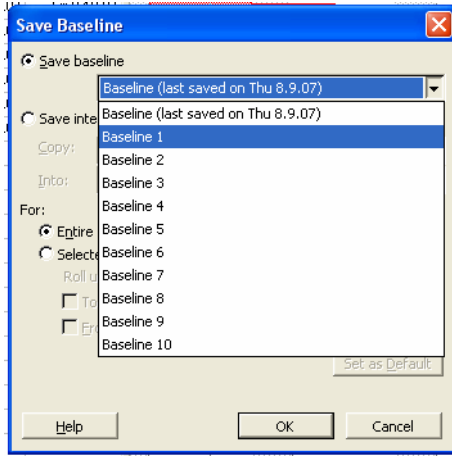 Save Baseline
Save baseline
Baseline (last saved on Thu 8.9.07)
Baseline (last saved on Thu 8.9.07)
Save inte
Baseline 1
Copy:
Baseline 2
Into:
Baseline 3
Baseline 4
For:
Baseline 5
Entire
Baseline 6
Selecte
Baseline 7
Roll u
Baseline 8
To
Baseline 9
Fro
Baseline 10
Set as Default
Help
OK
Cancel